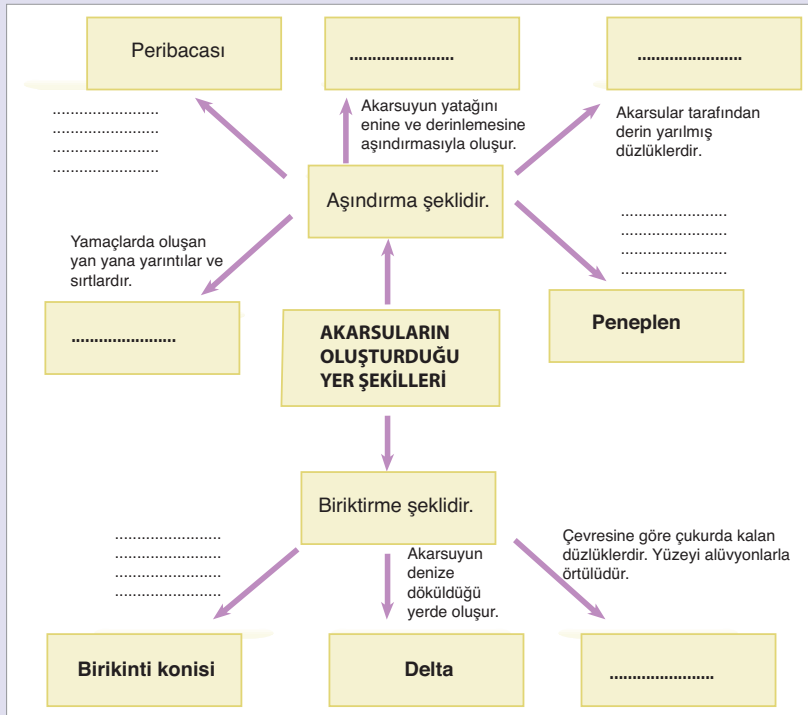 Peribacası
.......................
.......................
.......................
.......................
.......................
.......................
Akarsuyun yatağını
enine ve derinlemesine
aşındırmasıyla oluşur.
Akarsular tarafından
derin yarılmış
düzlüklerdir.
Aşındırma şeklidir.
Yamaçlarda oluşan
yan yana yarıntılar ve
sırtlardır.
.......................
.......................
.......................
.......................
.......................
Peneplen
AKARSULARIN
OLUŞTURDUĞU
YER ŞEKİLLERİ
Biriktirme şeklidir.
.......................
.......................
.......................
.......................
Akarsuyun
denize
döküldüğü
yerde oluşur.
Çevresine göre çukurda kalan
düzlüklerdir. Yüzeyi alüvyonlarla
örtülüdür.
Birikinti konisi
Delta
.......................